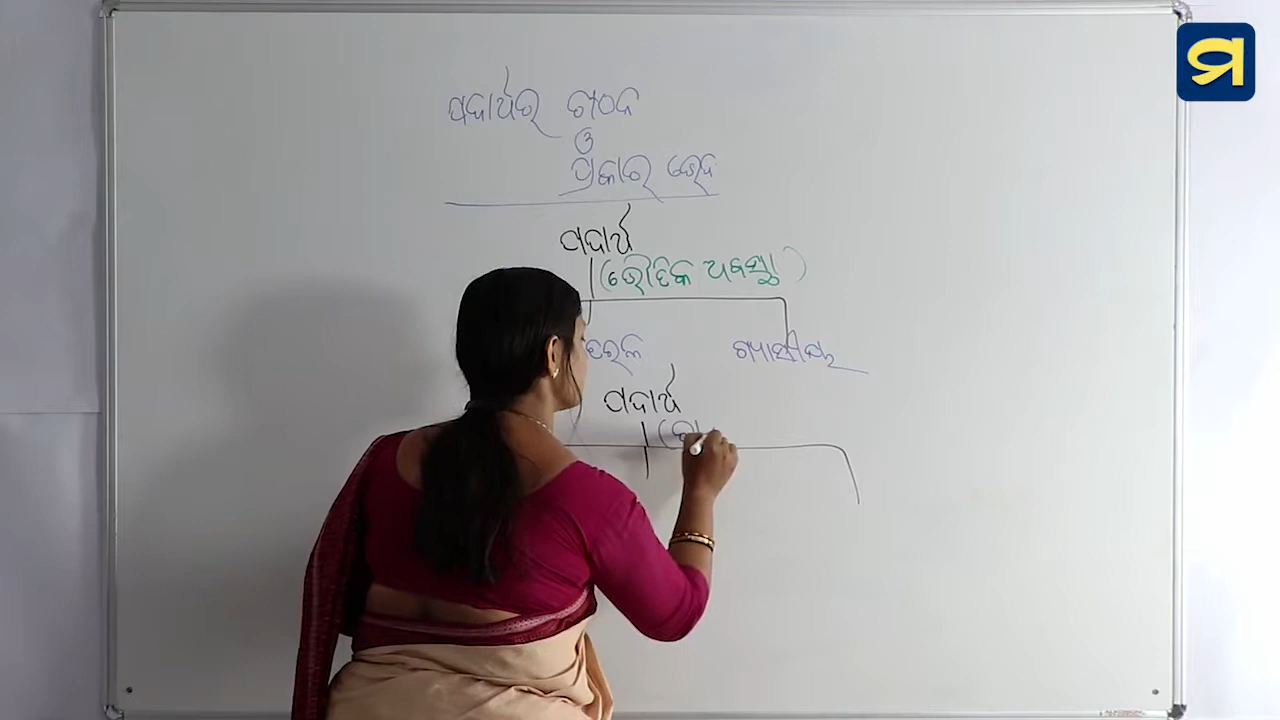 ପଦାର୍ଥର ଗଠନ
ଓ
ପ୍ରକାର ଭେଦ
ପଦାର୍ଥ
(ଭୌତିକ ଅବସ୍ଥା)
ତରଳ ଗ୍ୟାସୀୟ
ପଦାର୍ଥ
(ରା
ସ